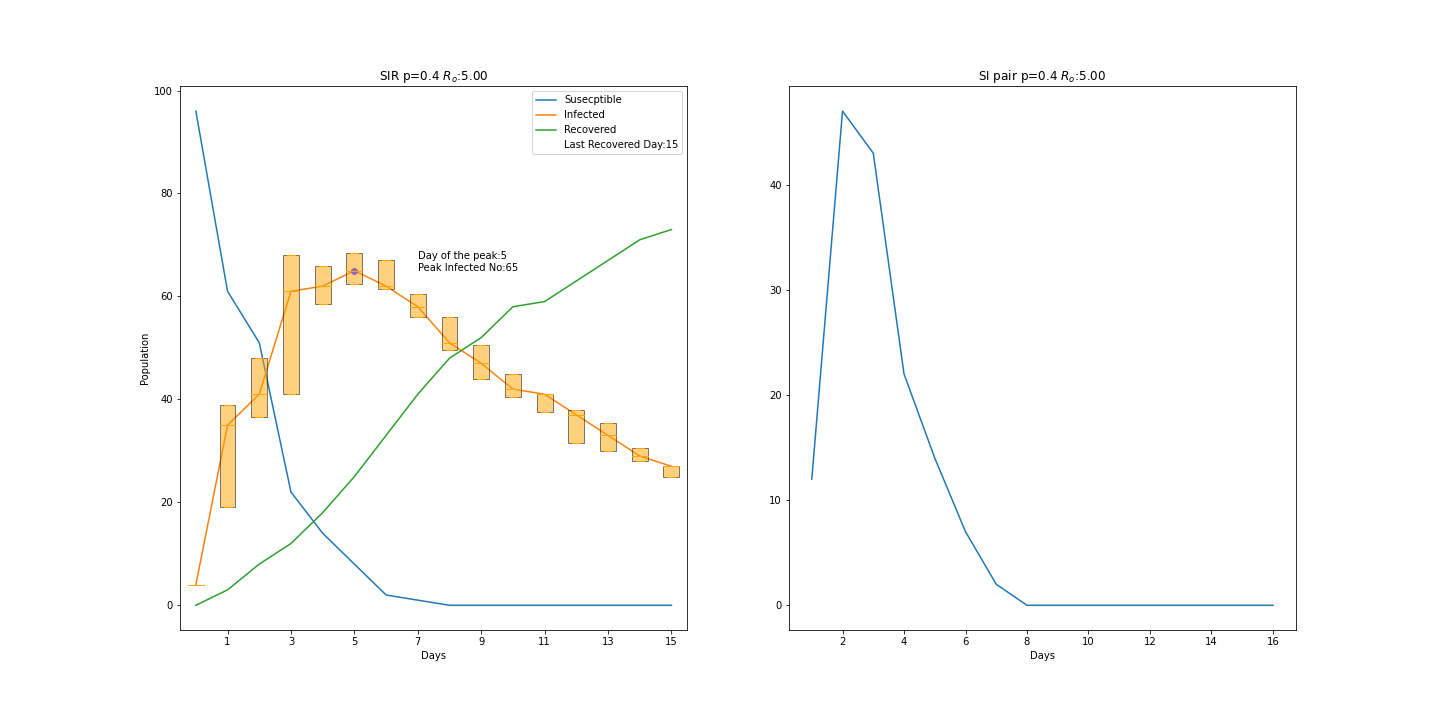 SIR p=0.4 Rₒ:5.00
100
80
60
40
20
0
Population
Susecptible
Infected
Recovered
Last Recovered Day:15
Day of the peak:5
Peak Infected No:65
1 3 5 7 9 11 13 15
Days
SI pair p=0.4 Rₒ:5.00
40
30
20
10
0
2 4 6 8 10 12 14 16
Days